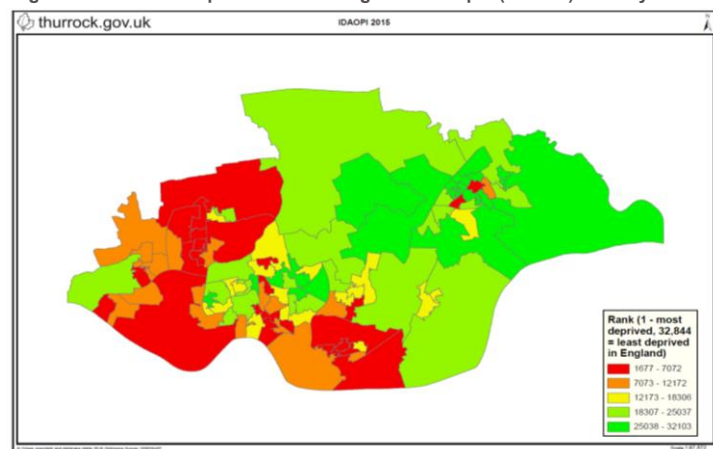 thurrock.gov.uk
IDAOPI 2015
N
Rank (1 - most
deprived, 32,844
= least deprived
in England)
1677 - 7072
7073 - 12172
12173 - 18306
18307 - 25037
25038 - 32103